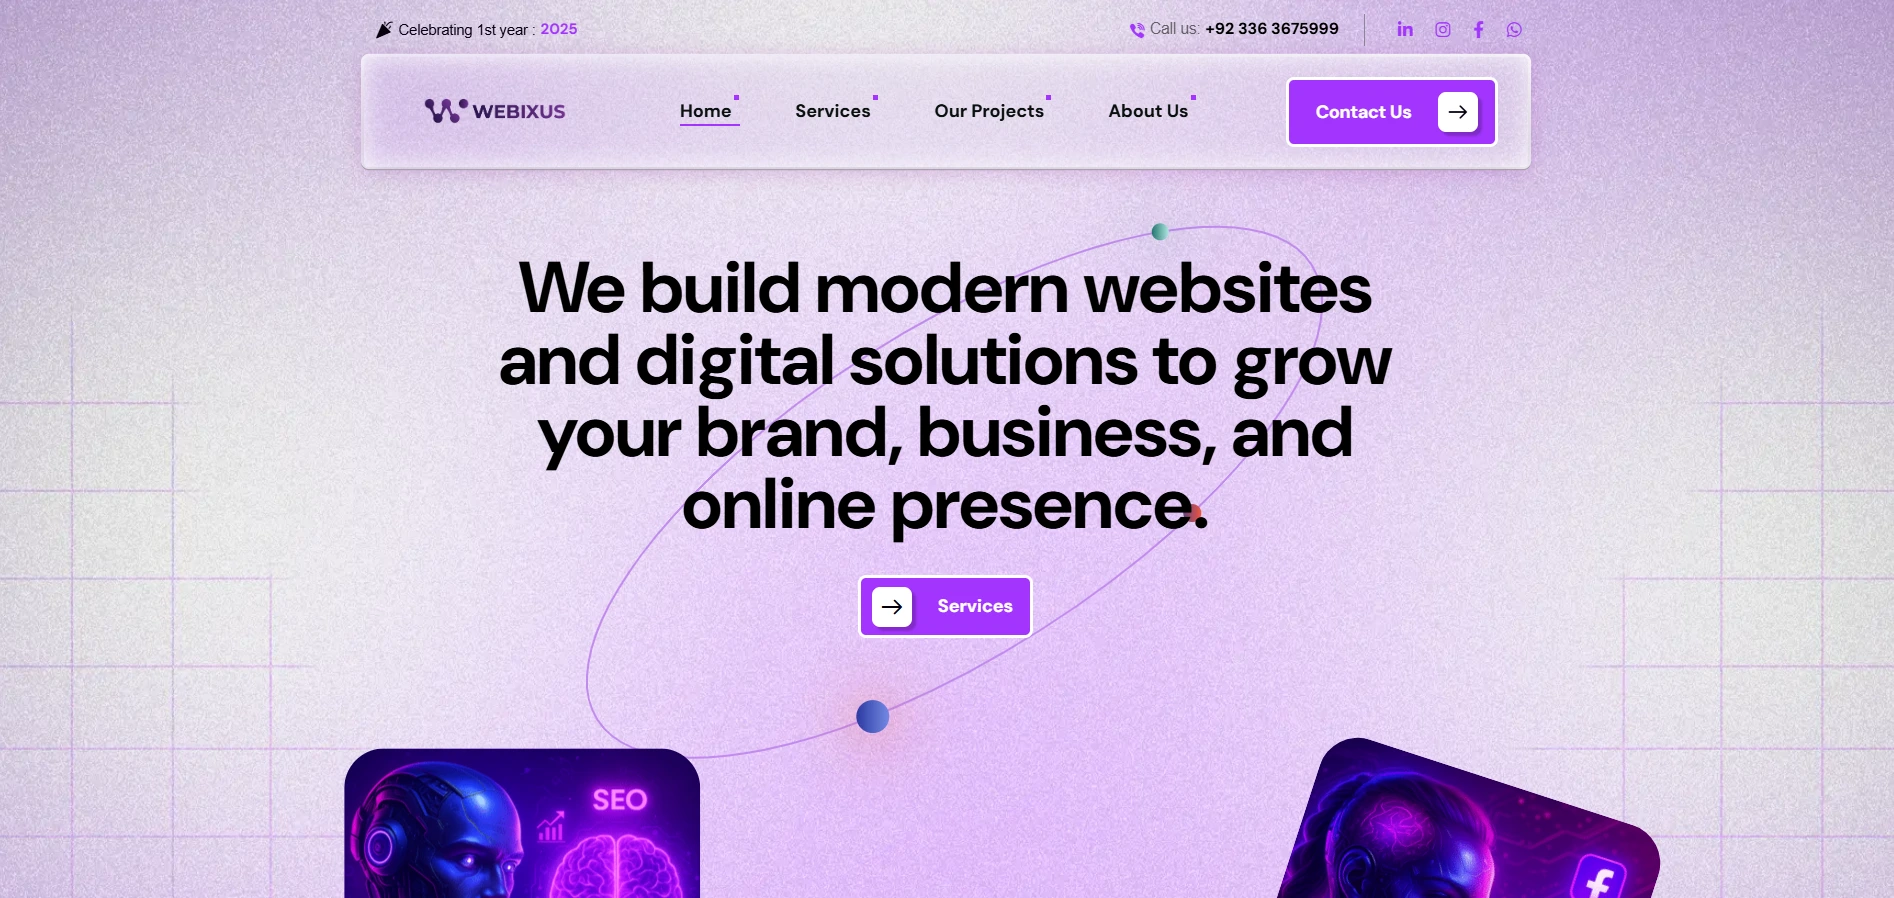 Celebrating 1st year : 2025
Call us: +92 336 3675999
WEBIXUS
Home
Services
Our Projects
About Us
Contact Us
We build modern websites
and digital solutions to grow
your brand, business, and
online presence.
Services
SEO